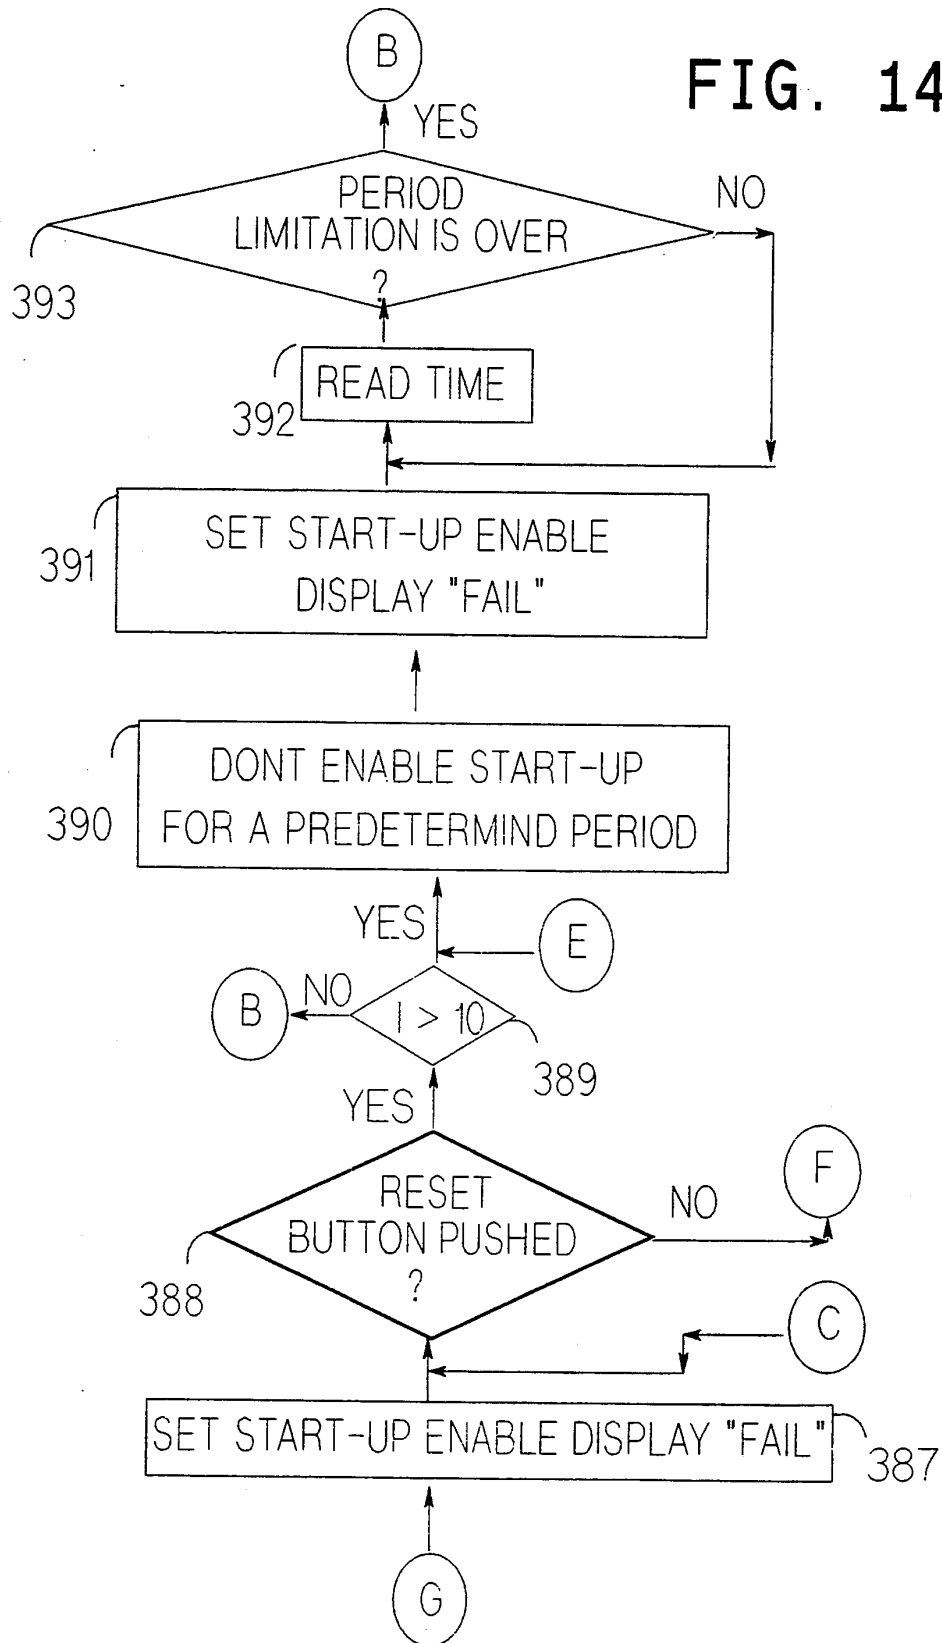 B
FIG. 14
YES
PERIOD
LIMITATION IS OVER
?
NO
393
READ TIME
392
SET START-UP ENABLE
DISPLAY "FAIL"
391
DONT ENABLE START-UP
FOR A PREDETERMIND PERIOD
390
YES
E
B
NO
I > 10
389
YES
RESET
BUTTON PUSHED
?
NO
F
388
C
SET START-UP ENABLE DISPLAY "FAIL"
387
G